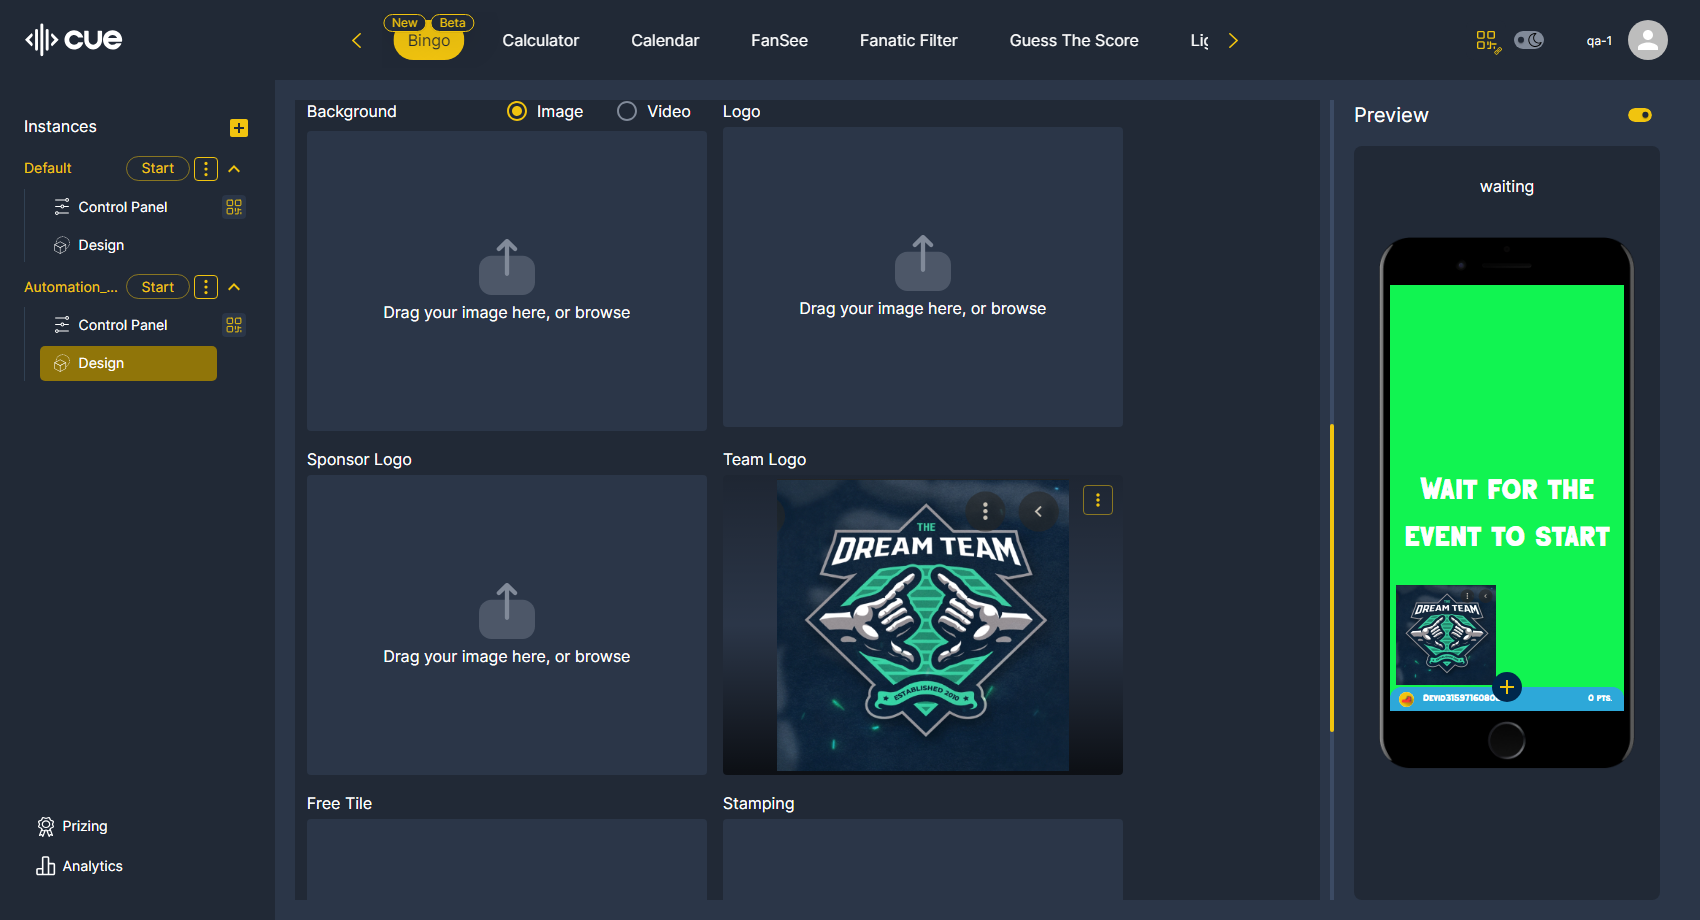 cue
New Beta
Bingo
Calculator
Calendar
FanSee
Fanatic Filter
Guess The Score
Lig
qa-1
Instances
Default
Start
Control Panel
Design
Automation_...
Start
Control Panel
Design
Prizing
Analytics
Background
Image
Video
Logo
Drag your image here, or browse
Drag your image here, or browse
Sponsor Logo
Team Logo
Drag your image here, or browse
THE
DREAM TEAM
ESTABLISHED 2010
Free Tile
Stamping
Preview
waiting
WAIT FOR THE
EVENT TO START
THE
DREAM TEAM
0 PTS.